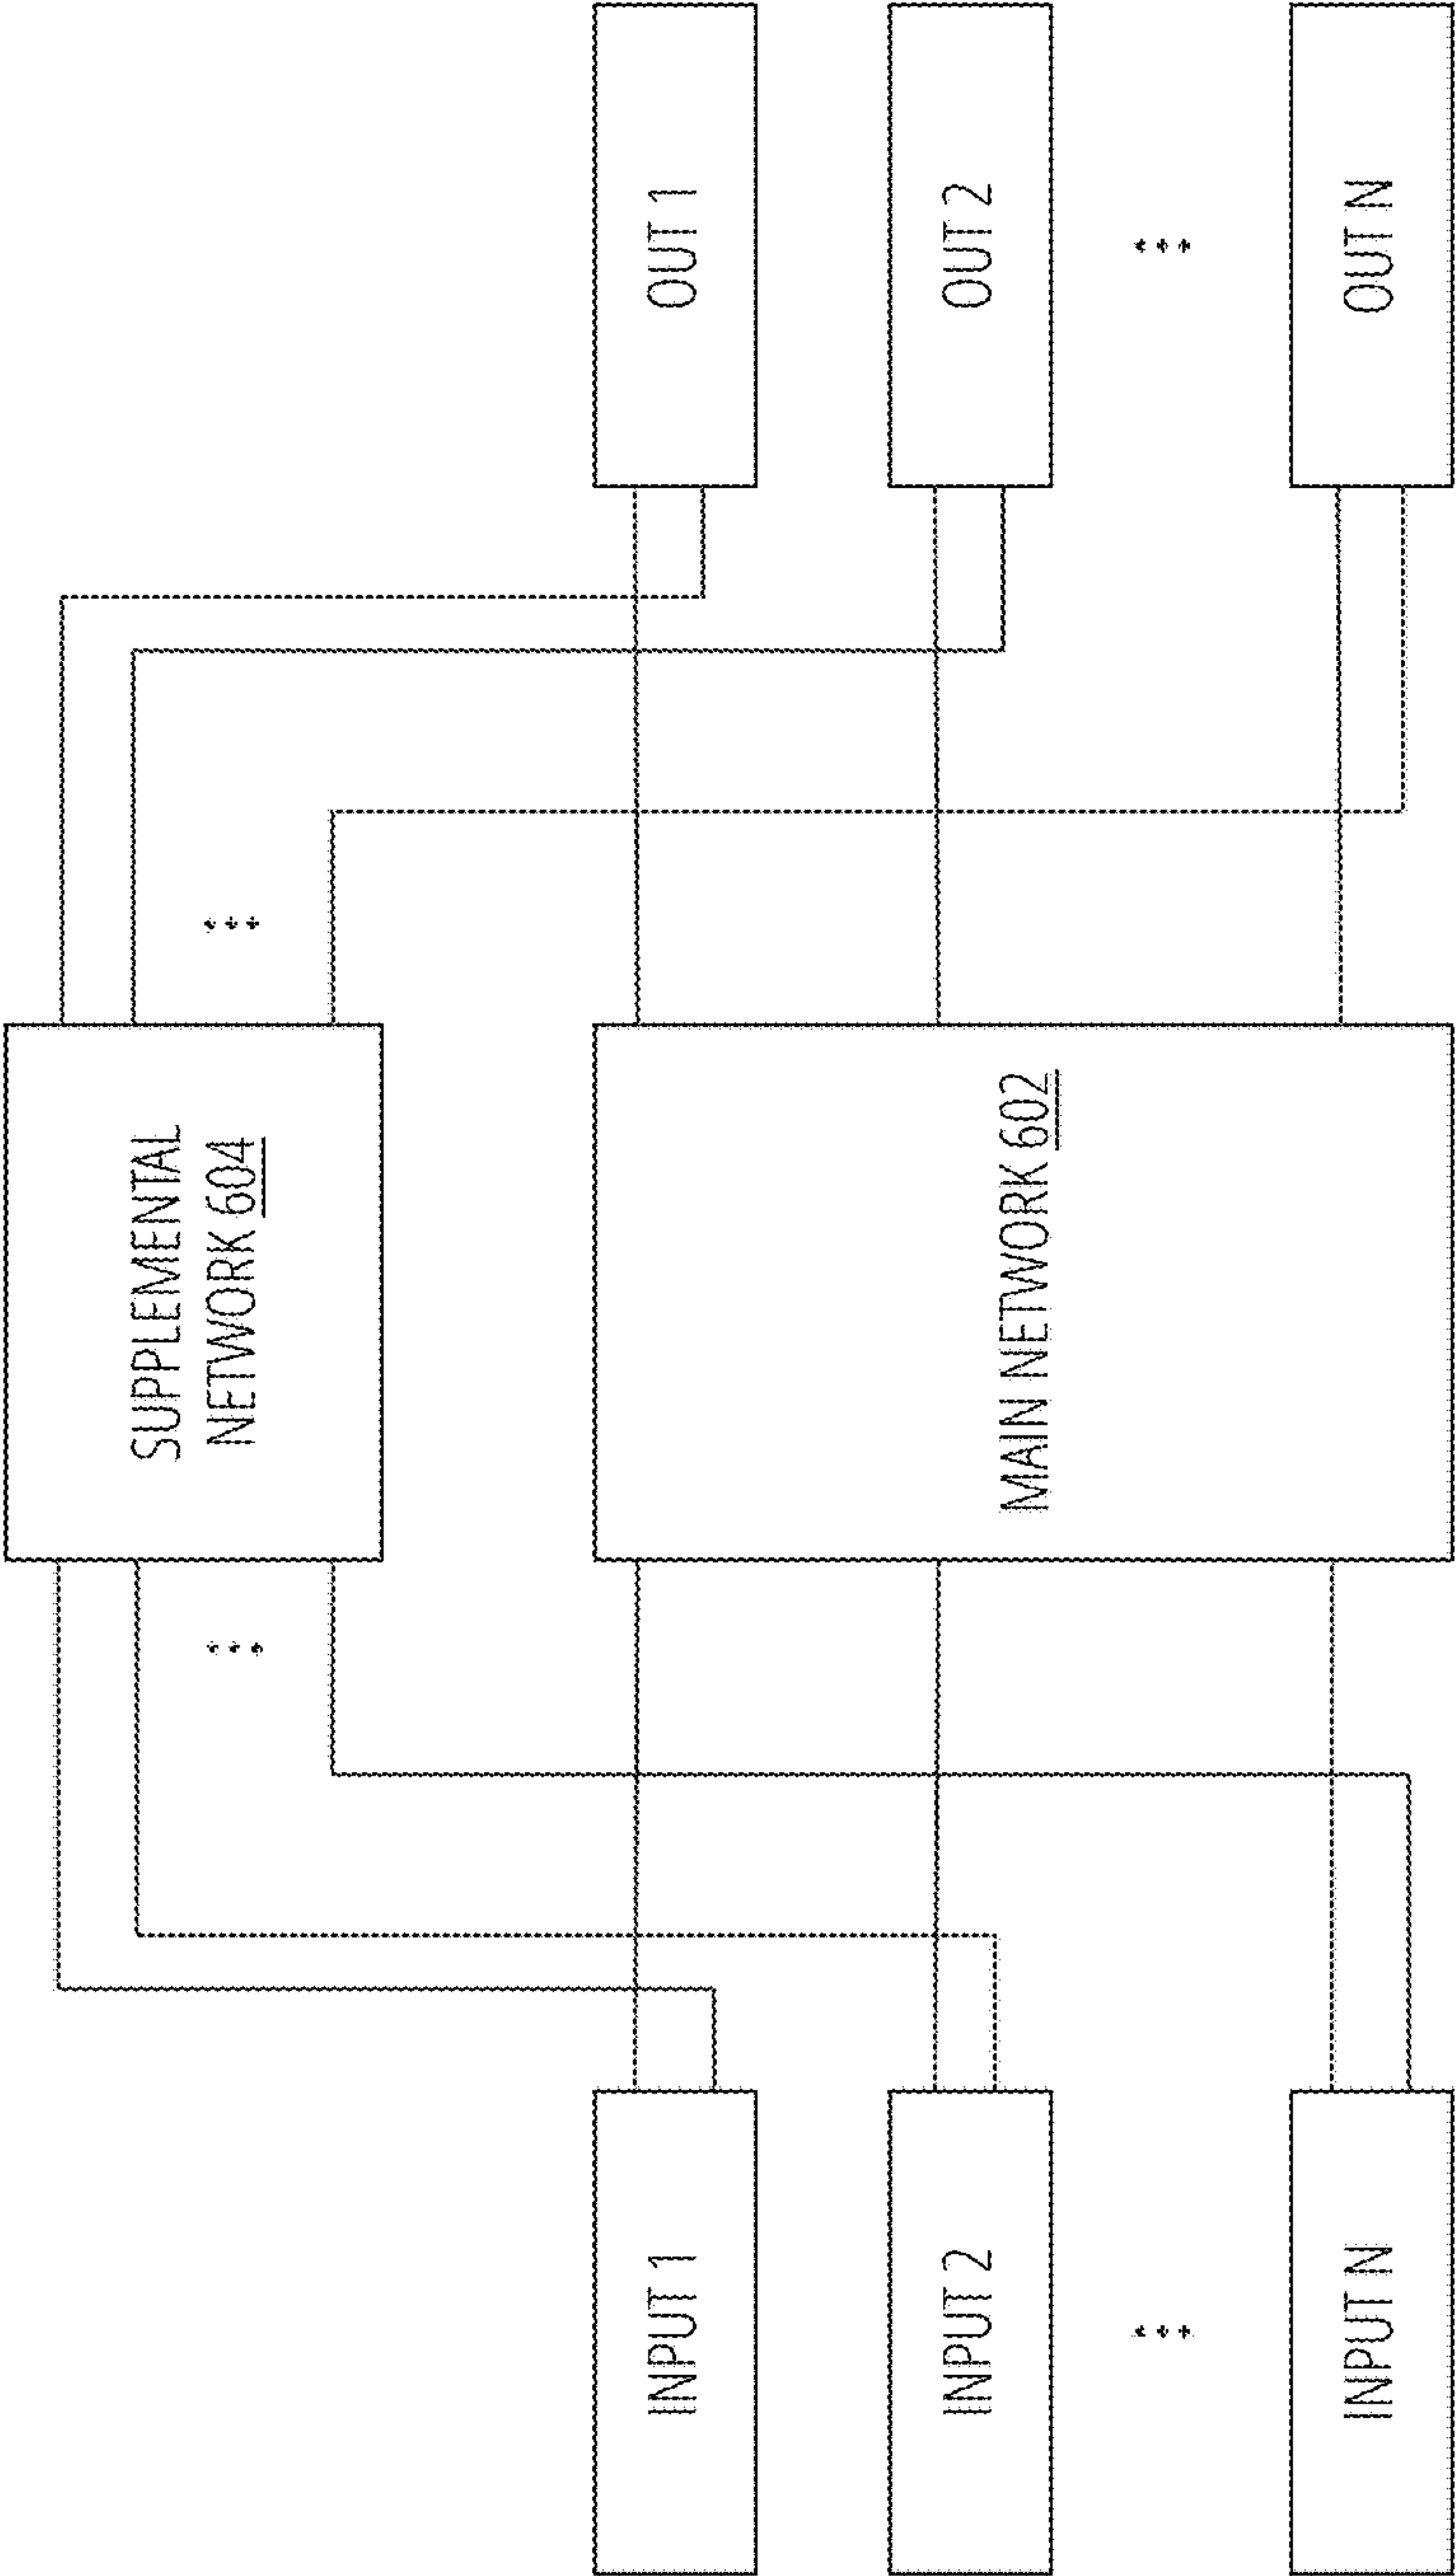 SUPPLEMENTAL
NETWORK 604
INPUT 1
OUT 1
INPUT 2
MAIN NETWORK 602
OUT 2
INPUT N
OUT N